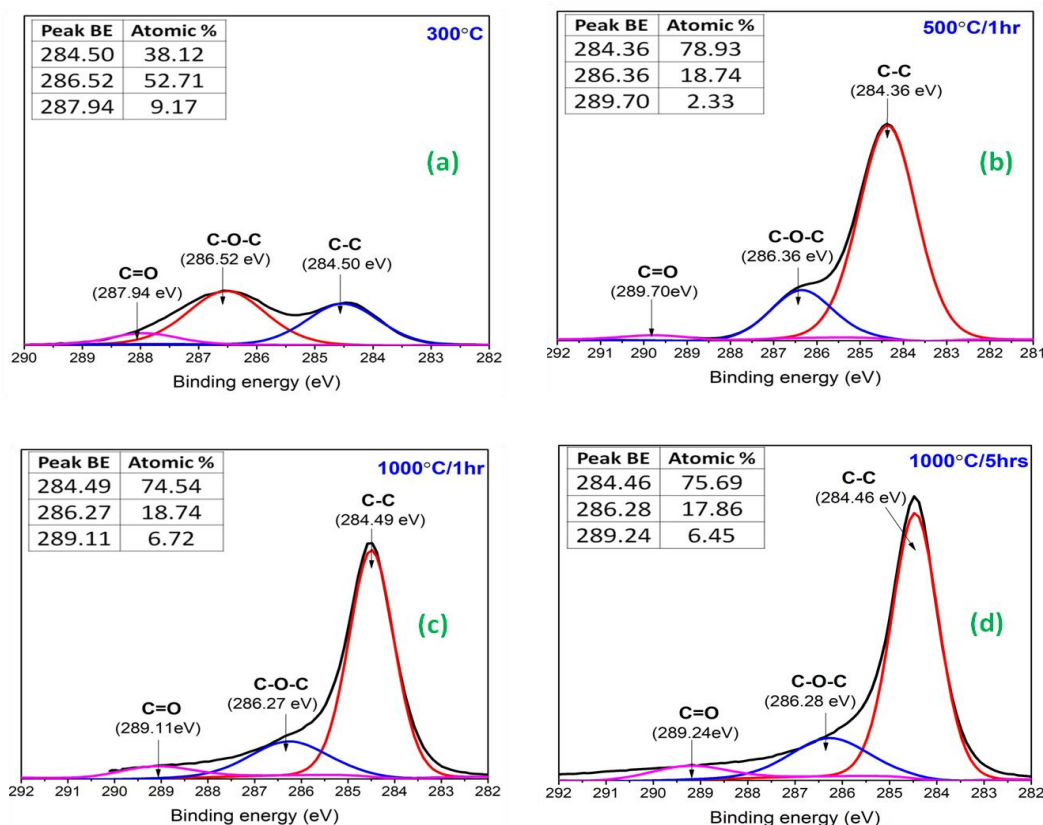 Peak BE Atomic %
284.50 38.12
286.52 52.71
287.94 9.17
300°C
(a)
C=O
(287.94 eV)
C-O-C
(286.52 eV)
C-C
(284.50 eV)
290 289 288 287 286 285 284 283 282
Binding energy (eV)
Peak BE Atomic %
284.36 78.93
286.36 18.74
289.70 2.33
500°C/1hr
(b)
C-C
(284.36 eV)
C-O-C
(286.36 eV)
C=O
(289.70eV)
292 291 290 289 288 287 286 285 284 283 282 281
Binding energy (eV)
Peak BE Atomic %
284.49 74.54
286.27 18.74
289.11 6.72
1000°C/1hr
(c)
C-C
(284.49 eV)
C-O-C
(286.27 eV)
C=O
(289.11eV)
292 291 290 289 288 287 286 285 284 283 282
Binding energy (eV)
Peak BE Atomic %
284.46 75.69
286.28 17.86
289.24 6.45
1000°C/5hrs
(d)
C-C
(284.46 eV)
C-O-C
(286.28 eV)
C=O
(289.24eV)
292 291 290 289 288 287 286 285 284 283 282
Binding energy (eV)